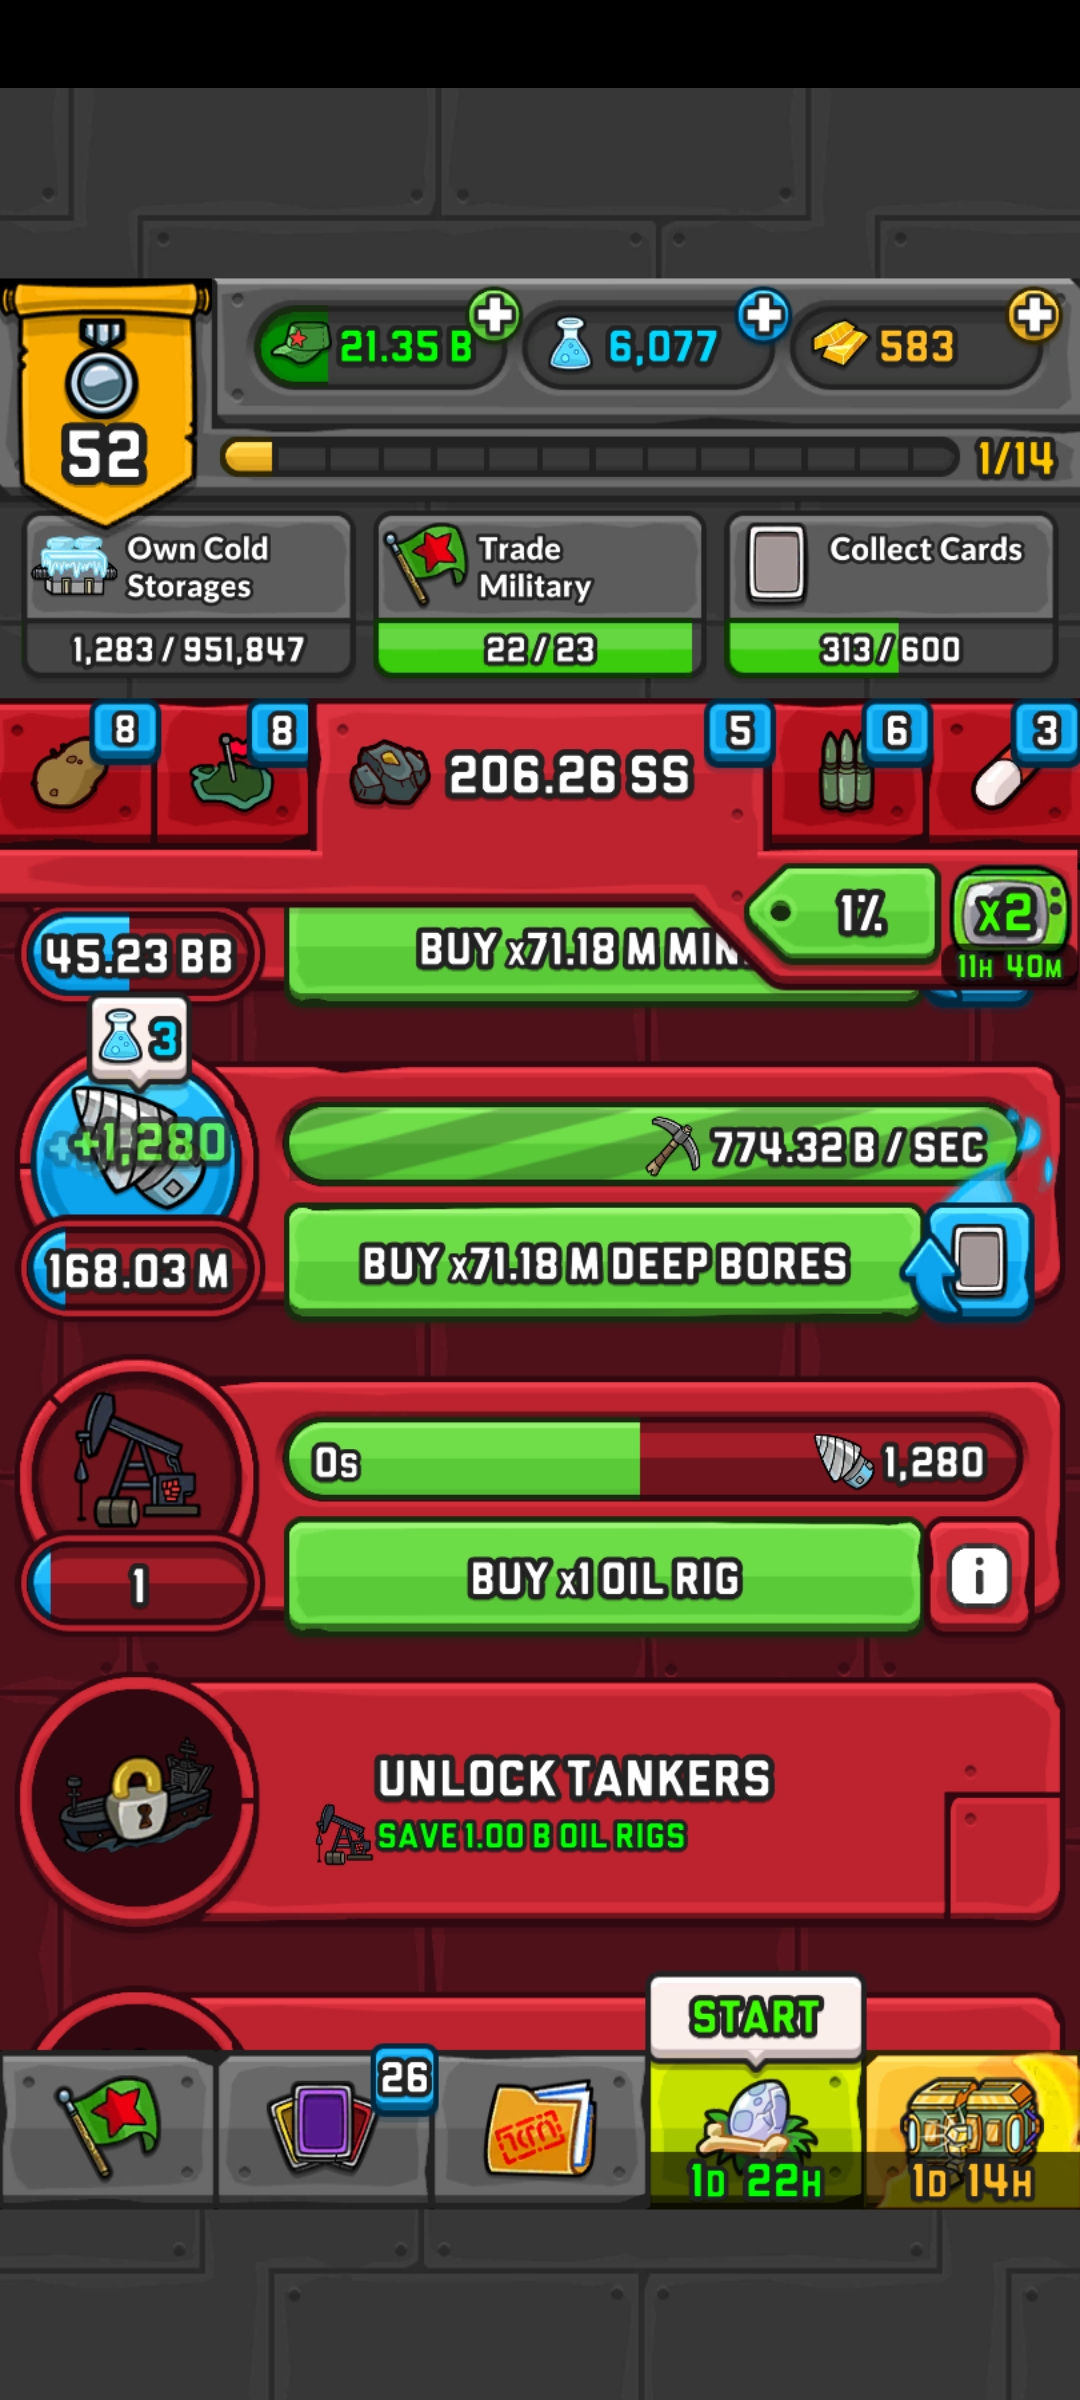 21.35 B
6,077
583
52
1/14
Own Cold
Storages
1,283 / 951,847
Trade
Military
22 / 23
Collect Cards
313 / 600
8
8
206.26 SS
5
6
3
1%
x2
11H 40M
45.23 BB
BUY x71.18 M MIN
3
+1,280
774.32 B / SEC
168.03 M
BUY x71.18 M DEEP BORES
0s
1,280
1
BUY x1 OIL RIG
i
UNLOCK TANKERS
SAVE 1.00 B OIL RIGS
START
26
1D 22H
1D 14H